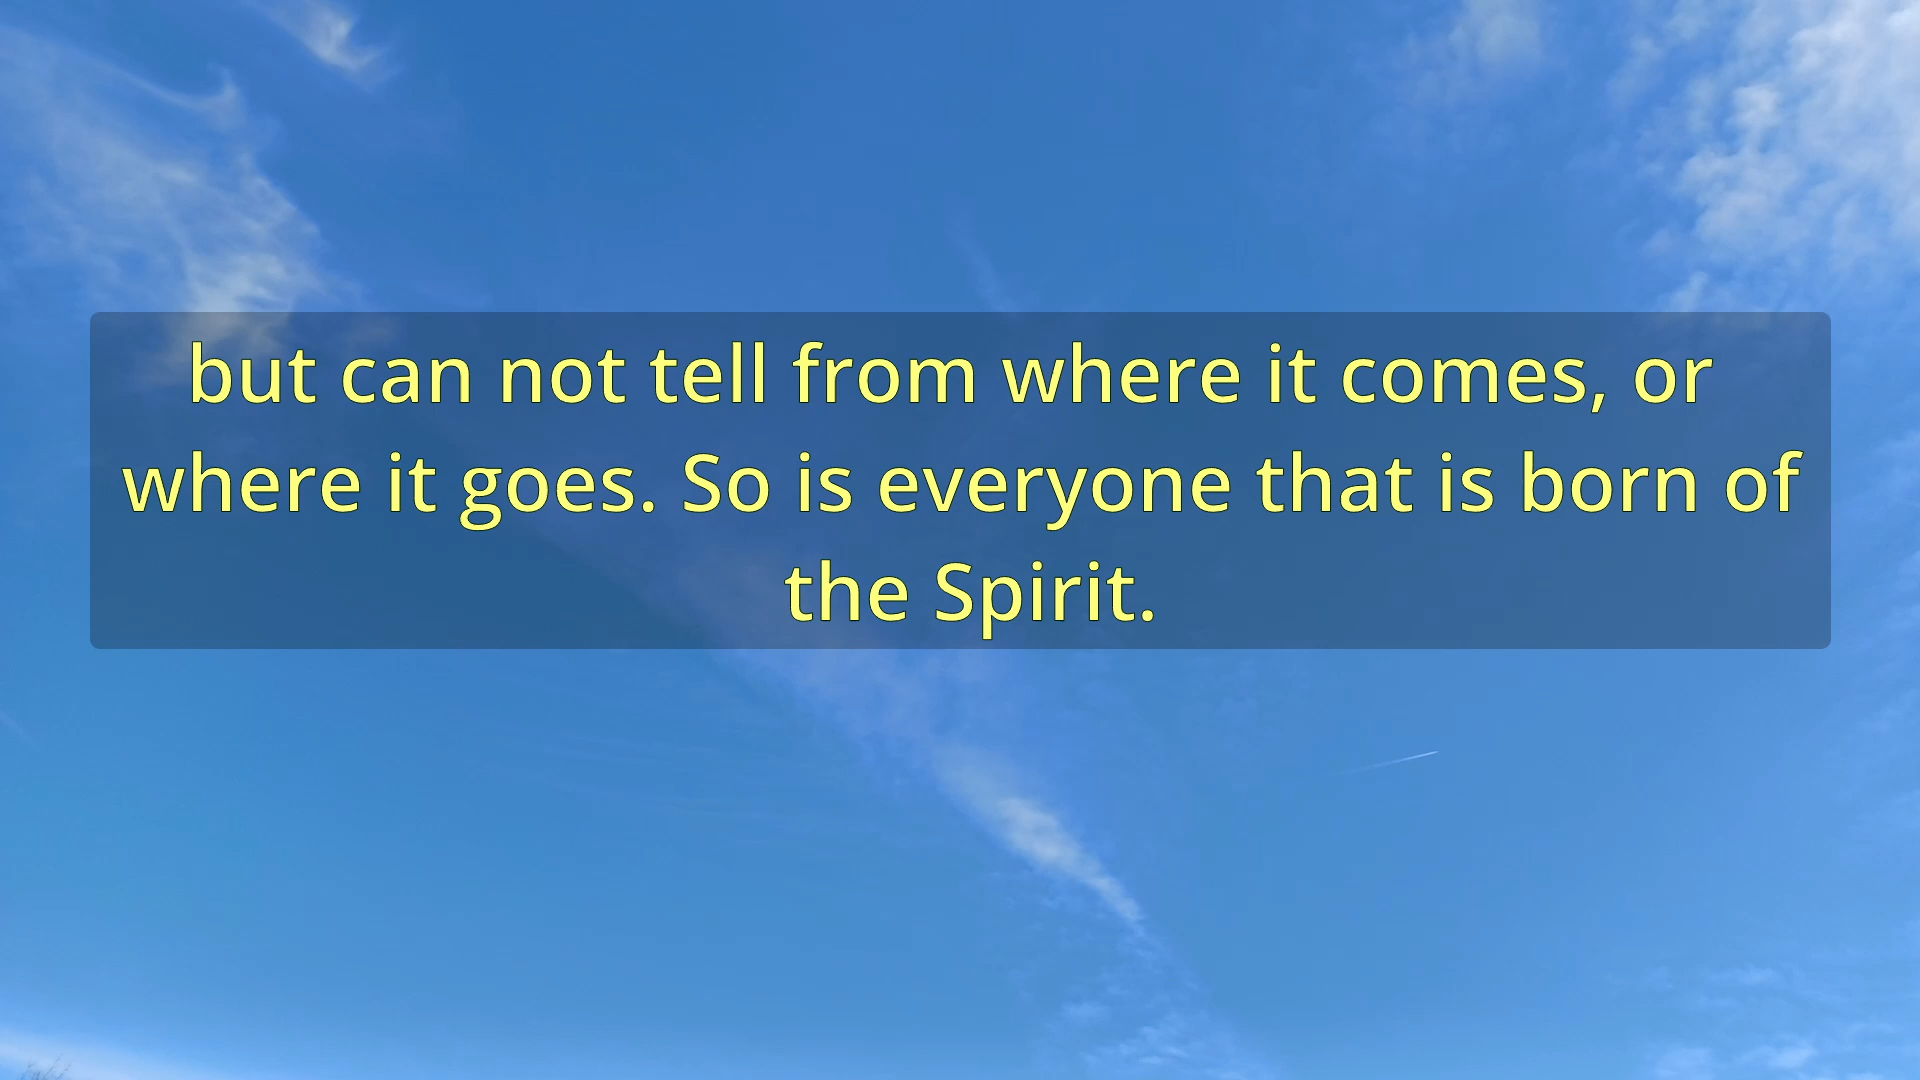 but can not tell from where it comes, or
where it goes. So is everyone that is born of
the Spirit.